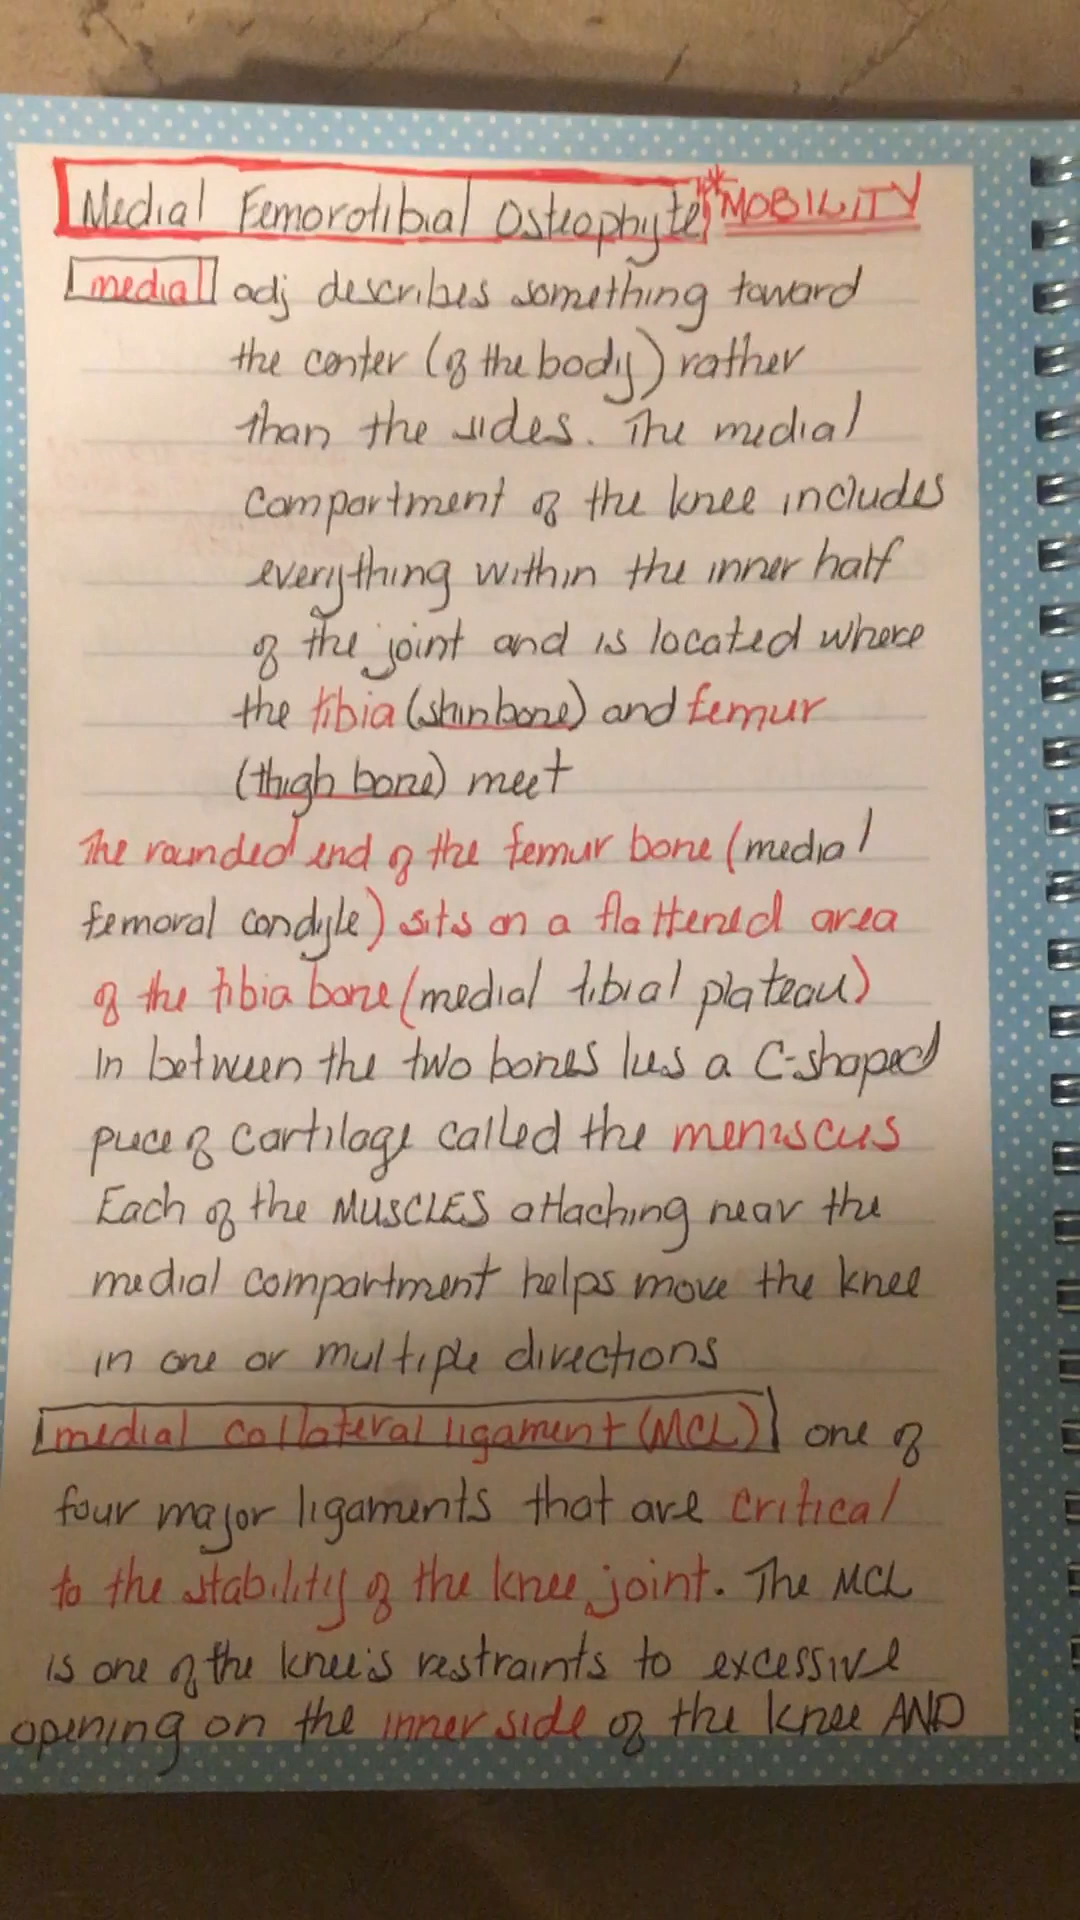 Medial Femorotibial Osteophyte ** MOBILITY
medial adj describes something toward
the center (of the body) rather
than the sides. The medial
compartment of the knee includes
everything within the inner half
of the joint and is located where
the tibia (shinbone) and femur
(thigh bone) meet
The rounded end of the femur bone (medial
femoral condyle) sits on a flattened area
of the tibia bone (medial tibial plateau)
In between the two bones lies a C-shaped
piece of cartilage called the meniscus
Each of the MUSCLES attaching near the
medial compartment helps move the knee
in one or multiple directions
medial collateral ligament (MCL) one of
four major ligaments that are critical
to the stability of the knee joint. The MCL
is one of the knee's restraints to excessive
opening on the inner side of the knee AND